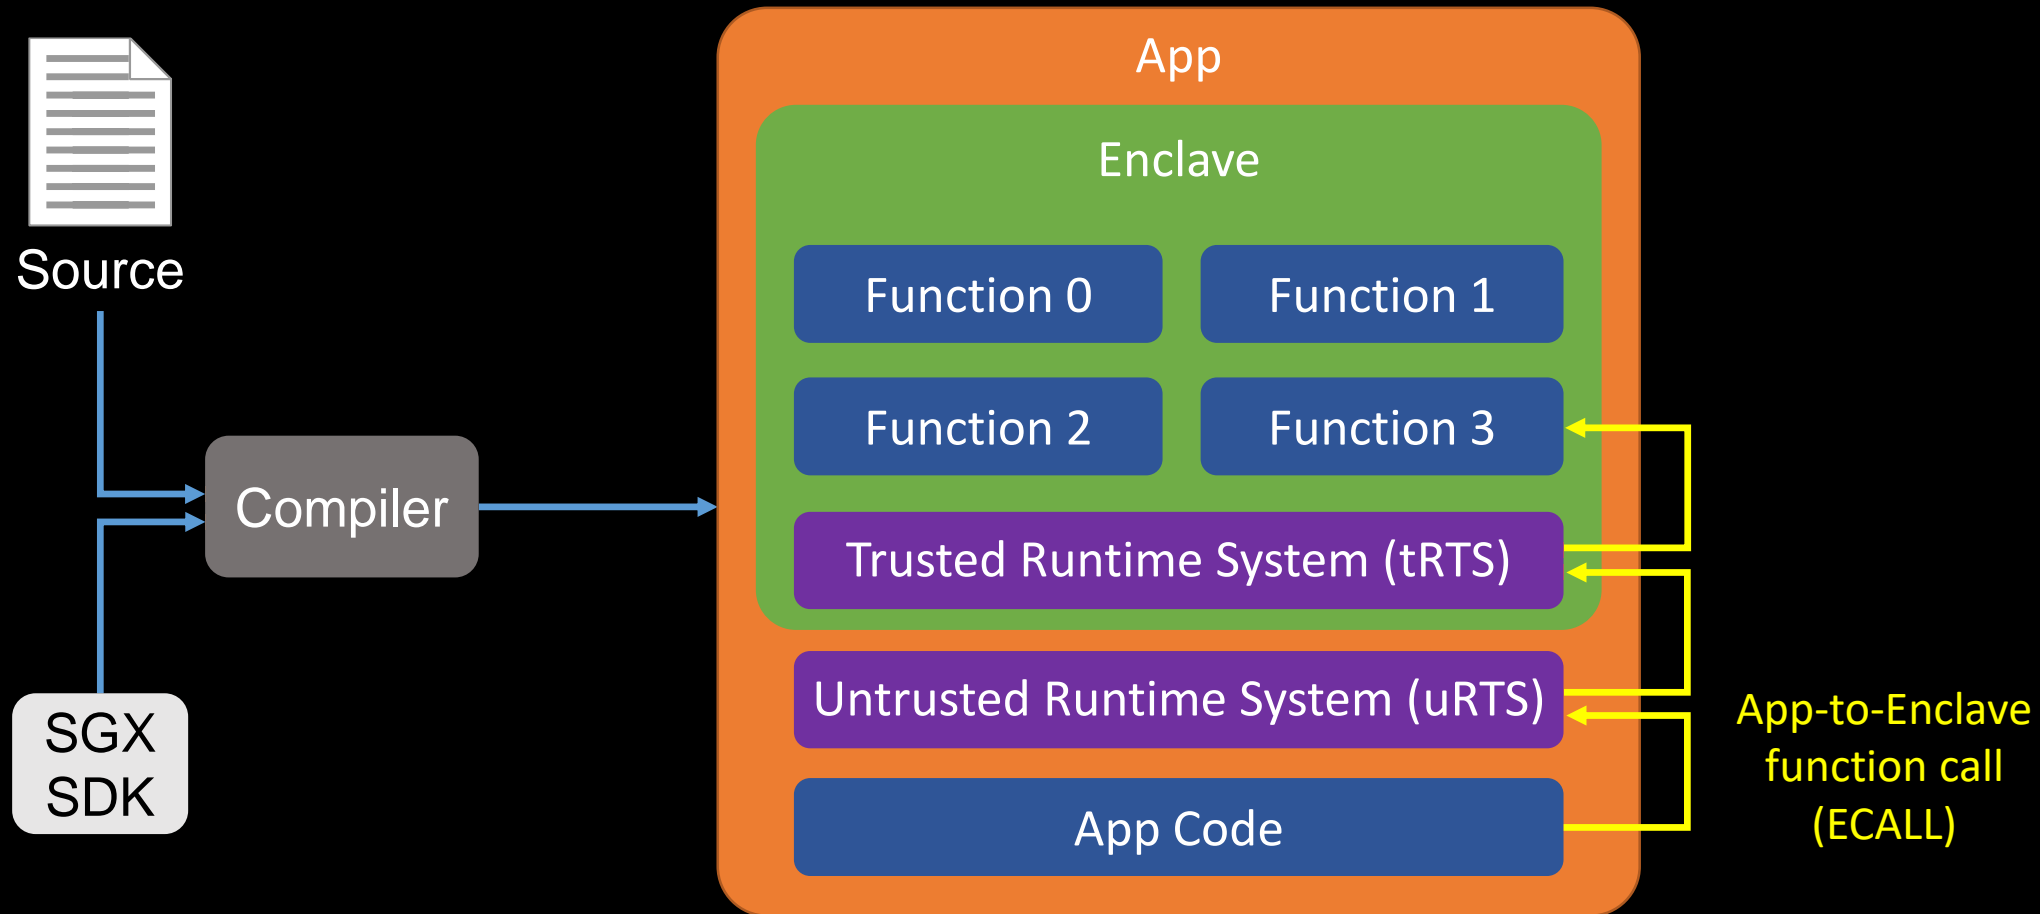 Source
Compiler
SGX
SDK
App
Enclave
Function 0
Function 1
Function 2
Function 3
Trusted Runtime System (tRTS)
Untrusted Runtime System (uRTS)
App Code
App-to-Enclave
function call
(ECALL)